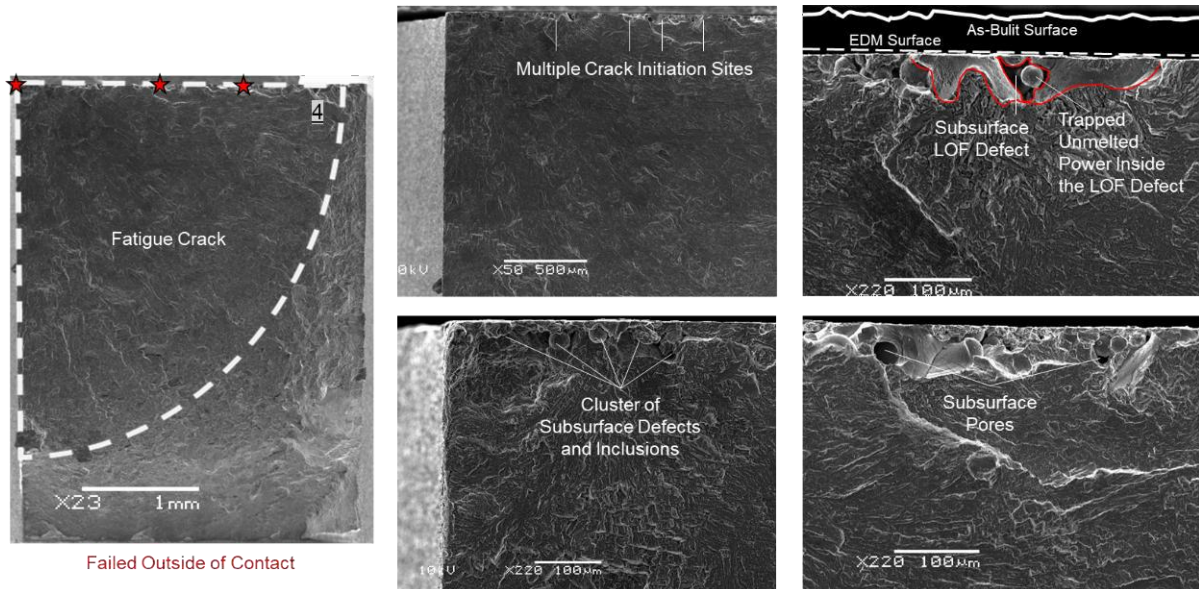 4
Fatigue Crack
X23 1mm
Failed Outside of Contact
Multiple Crack Initiation Sites
0kV X50 500µm
As-Bulit Surface
EDM Surface
Subsurface
LOF Defect
Trapped
Unmelted
Power Inside
the LOF Defect
X220 100µm
Cluster of
Subsurface Defects
and Inclusions
10kV X220 100µm
Subsurface
Pores
X220 100µm